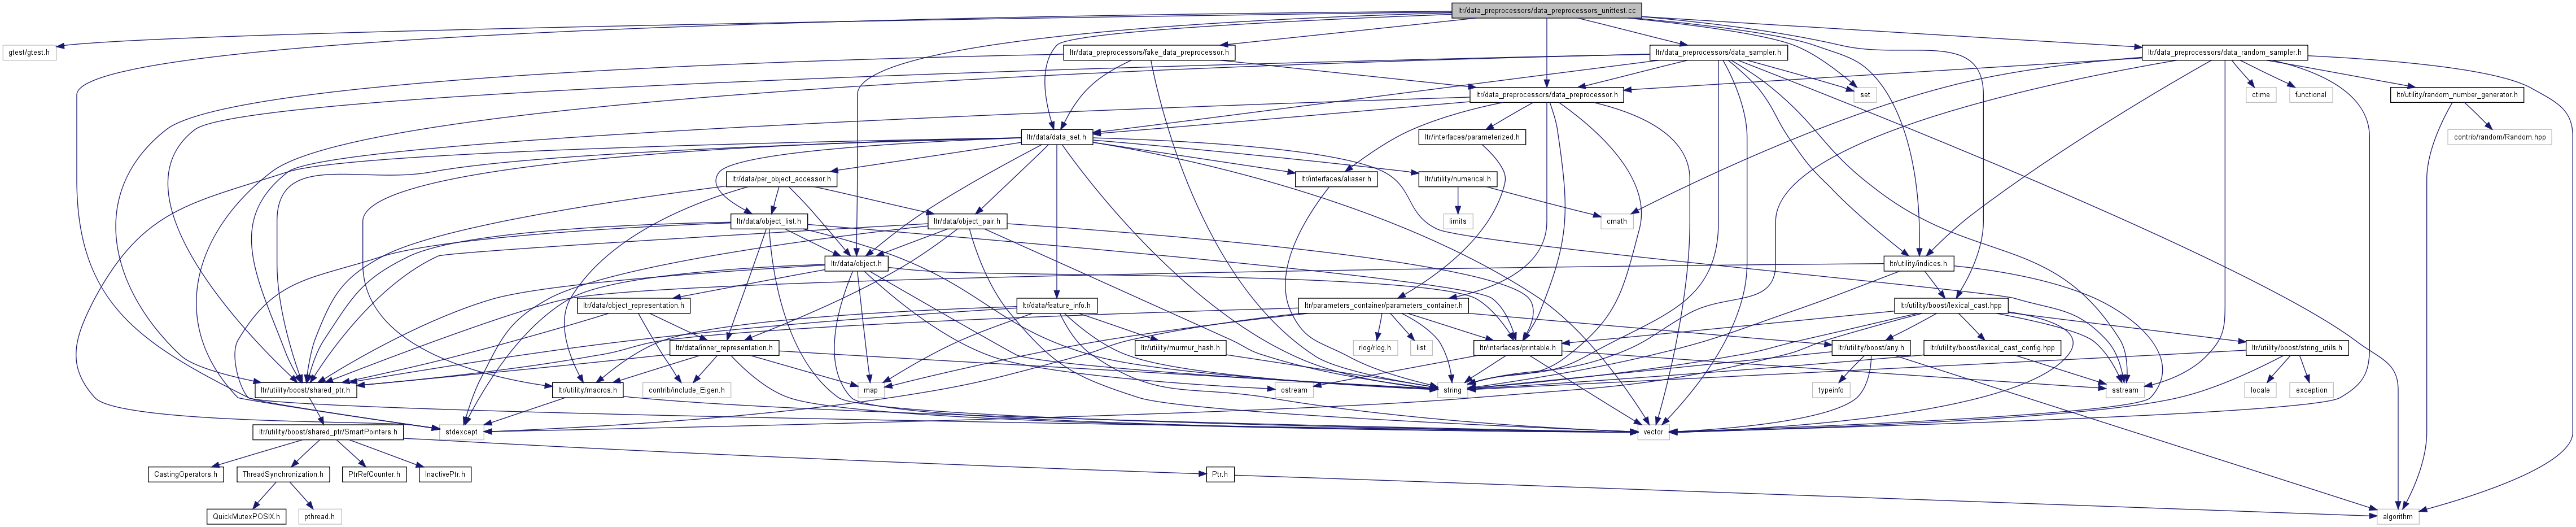 ltr/data_preprocessors/data_preprocessors_unittest.cc
gtest/gtest.h
ltr/data_preprocessors/fake_data_preprocessor.h
ltr/data_preprocessors/data_sampler.h
ltr/data_preprocessors/data_random_sampler.h
ltr/data_preprocessors/data_preprocessor.h
set
ctime
functional
ltr/utility/random_number_generator.h
ltr/data/data_set.h
ltr/interfaces/parameterized.h
contrib/random/Random.hpp
ltr/data/per_object_accessor.h
ltr/interfaces/aliaser.h
ltr/utility/numerical.h
ltr/data/object_list.h
ltr/data/object_pair.h
limits
cmath
ltr/data/object.h
ltr/utility/indices.h
ltr/data/object_representation.h
ltr/data/feature_info.h
ltr/parameters_container/parameters_container.h
ltr/utility/boost/lexical_cast.hpp
ltr/data/inner_representation.h
ltr/utility/murmur_hash.h
rlog/rlog.h
list
ltr/interfaces/printable.h
ltr/utility/boost/any.h
ltr/utility/boost/lexical_cast_config.hpp
ltr/utility/boost/string_utils.h
ltr/utility/boost/shared_ptr.h
ltr/utility/macros.h
contrib/include_Eigen.h
map
ostream
string
typeinfo
sstream
locale
exception
ltr/utility/boost/shared_ptr/SmartPointers.h
stdexcept
vector
CastingOperators.h
ThreadSynchronization.h
PtrRefCounter.h
InactivePtr.h
Ptr.h
QuickMutexPOSIX.h
pthread.h
algorithm